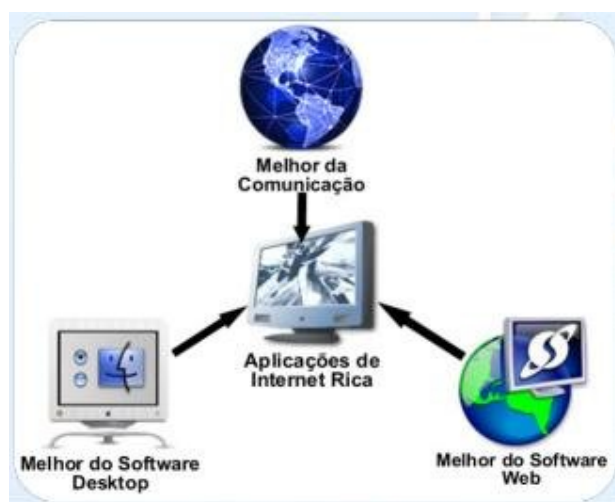 Melhor da
Comunicação
Aplicações de
Internet Rica
Melhor do Software
Desktop
Melhor do Software
Web